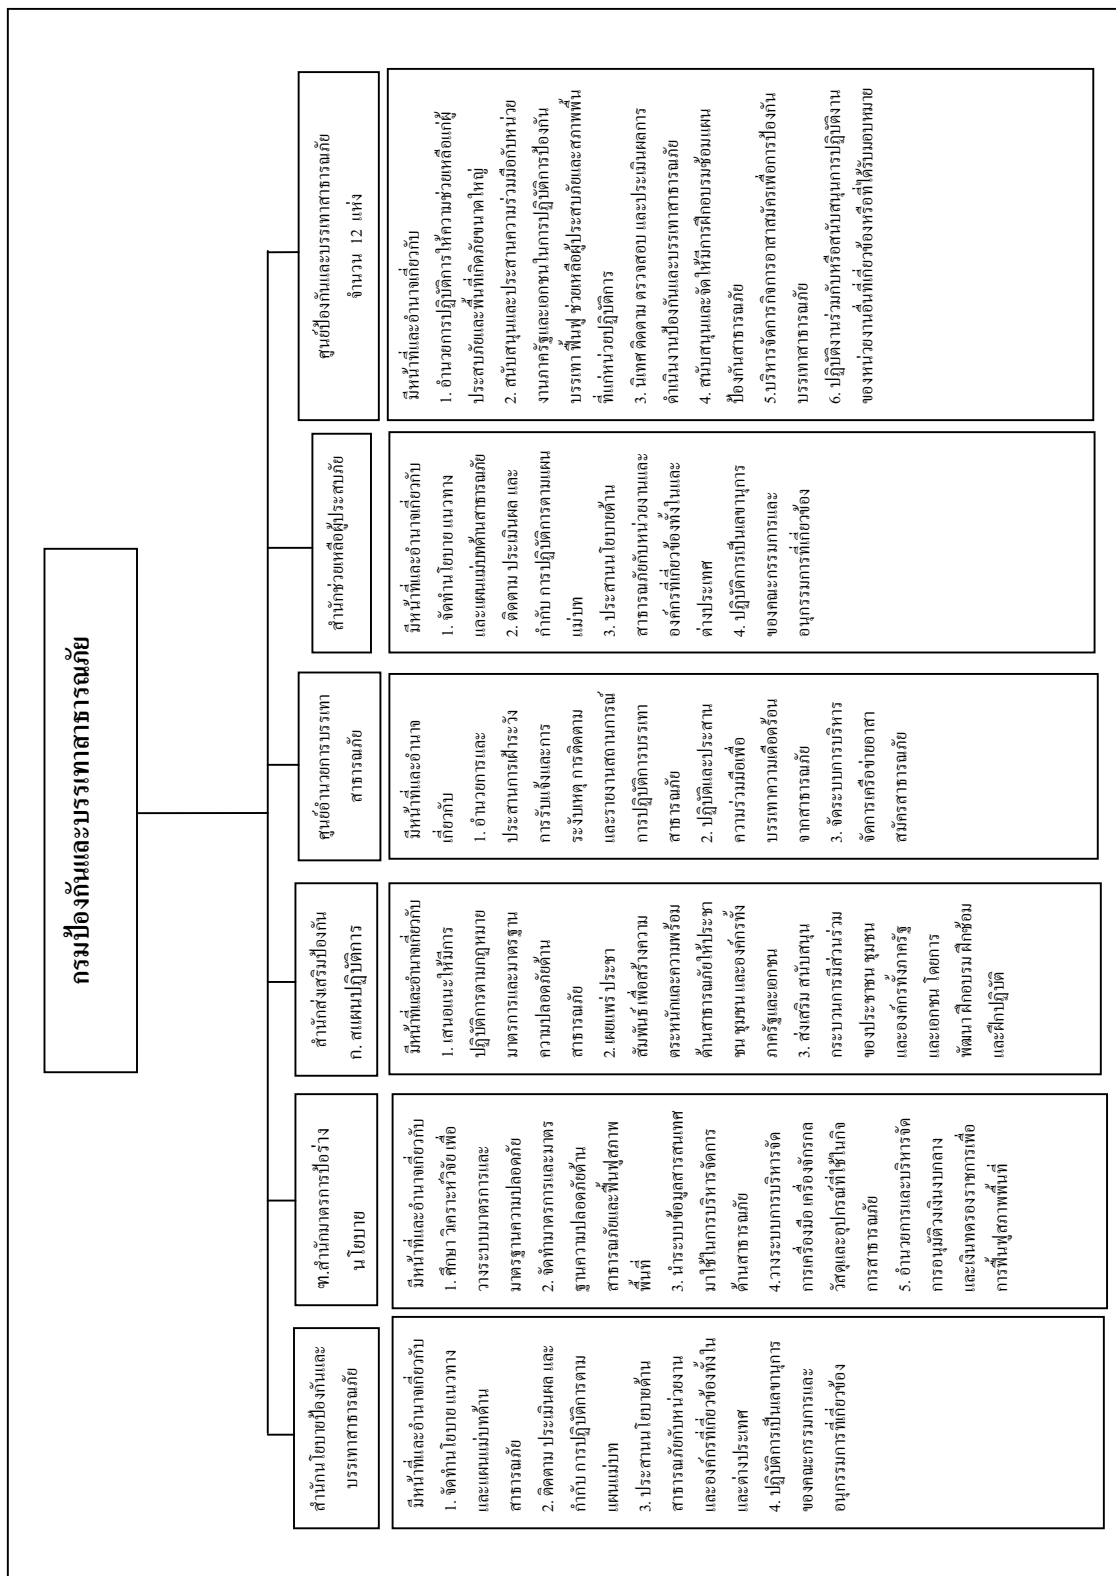 กรมป้องกันและบรรเทาสาธารณภัย
สำนักนโยบายป้องกันและ
บรรเทาสาธารณภัย
มีหน้าที่และอำนาจเกี่ยวกับ
1. จัดทำนโยบาย แนวทาง
และแผนแม่บทด้าน
สาธารณภัย
2. ติดตาม ประเมินผล และ
กำกับ การปฏิบัติการตาม
แผนแม่บท
3. ประสานนโยบายด้าน
สาธารณภัยกับหน่วยงาน
และองค์กรที่เกี่ยวข้องทั้งใน
และต่างประเทศ
4. ปฏิบัติการเป็นเลขานุการ
ของคณะกรรมการและ
อนุกรรมการที่เกี่ยวข้อง
ฑ.สำนักมาตรการป้อร่าง
นโยบาย
มีหน้าที่และอำนาจเกี่ยวกับ
1. ศึกษา วิเคราะห์วิจัย เพื่อ
วางระบบมาตรการและ
มาตรฐานความปลอดภัย
2. จัดทำมาตรการและมาตร
ฐานความปลอดภัยด้าน
สาธารณภัยและฟื้นฟูสภาพ
พื้นที่
3. นำระบบข้อมูลสารสนเทศ
มาใช้ในการบริหารจัดการ
ด้านสาธารณภัย
4.วางระบบการบริหารจัด
การเครื่องมือ เครื่องจักรกล
วัสดุและอุปกรณ์ที่ใช้ในกิจ
การสาธารณภัย
5. อำนวยการและบริหารจัด
การอนุมัติวงเงินงบกลาง
และเงินทดรองราชการเพื่อ
การฟื้นฟูสภาพพื้นที่
สำนักส่งเสริมป้องกัน
ก. สแผนปฏิบัติการ
มีหน้าที่และอำนาจเกี่ยวกับ
1. เสนอแนะให้มีการ
ปฏิบัติการตามกฎหมาย
มาตรการและมาตรฐาน
ความปลอดภัยด้าน
สาธารณภัย
2.เผยแพร่ ประชา
สัมพันธ์ เพื่อสร้างความ
ตระหนักและความพร้อม
ด้านสาธารณภัยให้ประชา
ชน ชุมชน และองค์กรทั้ง
ภาครัฐและเอกชน
3. ส่งเสริม สนับสนุน
กระบวนการมีส่วนร่วม
ของประชาชน ชุมชน
และองค์กรทั้งภาครัฐ
และเอกชน โดยการ
พัฒนา ฝึกอบรม ฝึกซ้อม
และฝึกปฏิบัติ
ศูนย์อำนวยการบรรเทา
สาธารณภัย
มีหน้าที่และอำนาจ
เกี่ยวกับ
1. อำนวยการและ
ประสานการเฝ้าระวัง
การรับแจ้งและการ
ระงับเหตุ การติดตาม
และรายงานสถานการณ์
การปฏิบัติการบรรเทา
สาธารณภัย
2. ปฏิบัติและประสาน
ความร่วมมือเพื่อ
บรรเทาความเดือดร้อน
จากสาธารณภัย
3. จัดระบบการบริหาร
จัดการเครือข่ายอาสา
สมัครสาธารณภัย
สำนักช่วยเหลือผู้ประสบภัย
มีหน้าที่และอำนาจเกี่ยวกับ
1. จัดทำนโยบาย แนวทาง
และแผนแม่บทด้านสาธารณภัย
2. ติดตาม ประเมินผล และ
กำกับ การปฏิบัติการตามแผน
แม่บท
3. ประสานนโยบายด้าน
สาธารณภัยกับหน่วยงานและ
องค์กรที่เกี่ยวข้องทั้งในและ
ต่างประเทศ
4. ปฏิบัติการเป็นเลขานุการ
ของคณะกรรมการและ
อนุกรรมการที่เกี่ยวข้อง
ศูนย์ป้องกันและบรรเทาสาธารณภัย
จำนวน 12 แห่ง
มีหน้าที่และอำนาจเกี่ยวกับ
1. อำนวยการปฏิบัติการให้ความช่วยเหลือแก่ผู้
ประสบภัยและพื้นที่เกิดภัยขนาดใหญ่
2. สนับสนุนและประสานความร่วมมือกับหน่วย
งานภาครัฐและเอกชนในการปฏิบัติการป้องกัน
บรรเทา ฟื้นฟู ช่วยเหลือผู้ประสบภัยและสภาพพื้น
ที่แก่หน่วยปฏิบัติการ
3. นิเทศ ติดตาม ตรวจสอบ และประเมินผลการ
ดำเนินงานป้องกันและบรรเทาสาธารณภัย
4. สนับสนุนและจัดให้มีการฝึกอบรมซ้อมแผน
ป้องกันสาธารณภัย
5.บริหารจัดการกิจการอาสาสมัครเพื่อการป้องกัน
บรรเทาสาธารณภัย
6. ปฏิบัติงานร่วมกับหรือสนับสนุนการปฏิบัติงาน
ของหน่วยงานอื่นที่เกี่ยวข้องหรือที่ได้รับมอบหมาย